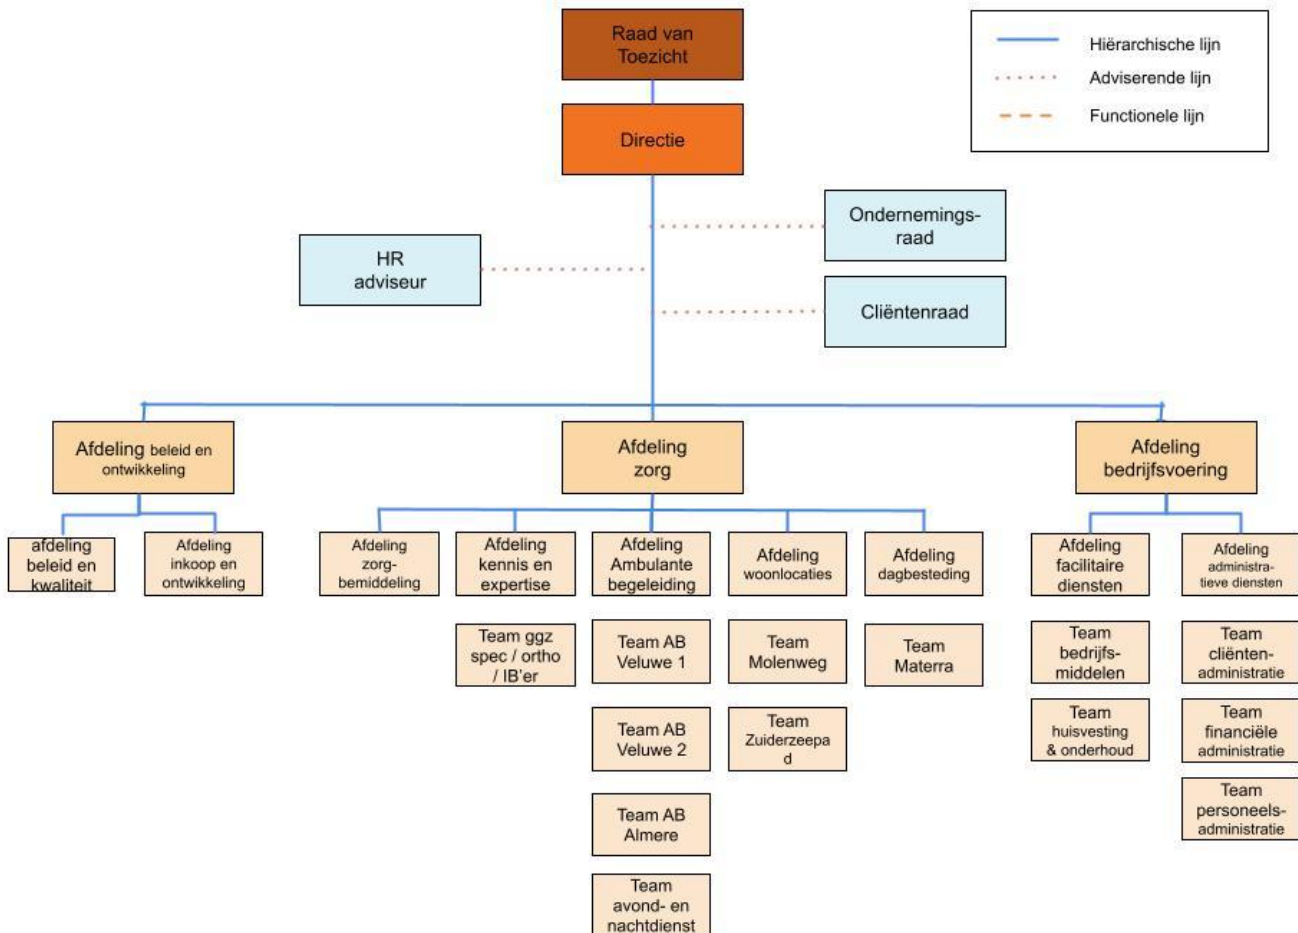 Raad van
Toezicht
Directie
Hiërarchische lijn
Adviserende lijn
Functionele lijn
Ondernemings-
raad
HR
adviseur
Cliëntenraad
Afdeling beleid en
ontwikkeling
Afdeling
zorg
Afdeling
bedrijfsvoering
afdeling
beleid en
kwaliteit
Afdeling
inkoop en
ontwikkeling
Afdeling
zorg-
bemiddeling
Afdeling
kennis en
expertise
Afdeling
Ambulante
begeleiding
Afdeling
woonlocaties
Afdeling
dagbesteding
Afdeling
facilitaire
diensten
Afdeling
administra-
tieve diensten
Team ggz
spec / ortho
/ IB'er
Team AB
Veluwe 1
Team
Molenweg
Team
Materra
Team
bedrijfs-
middelen
Team
cliënten-
administratie
Team AB
Veluwe 2
Team
Zuiderzeepa
d
Team
huisvesting
& onderhoud
Team
financiële
administratie
Team AB
Almere
Team
personeels-
administratie
Team
avond- en
nachtdienst